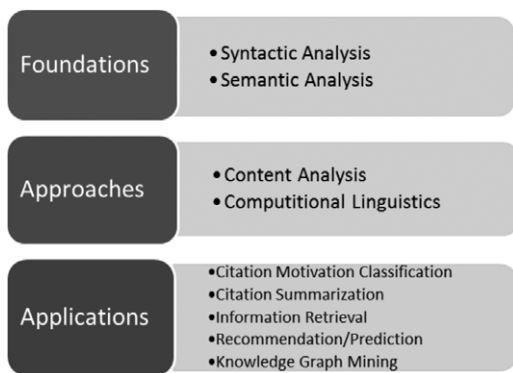 Foundations
•Syntactic Analysis
•Semantic Analysis
Approaches
•Content Analysis
•Computitional Linguistics
Applications
•Citation Motivation Classification
•Citation Summarization
•Information Retrieval
•Recommendation/Prediction
•Knowledge Graph Mining